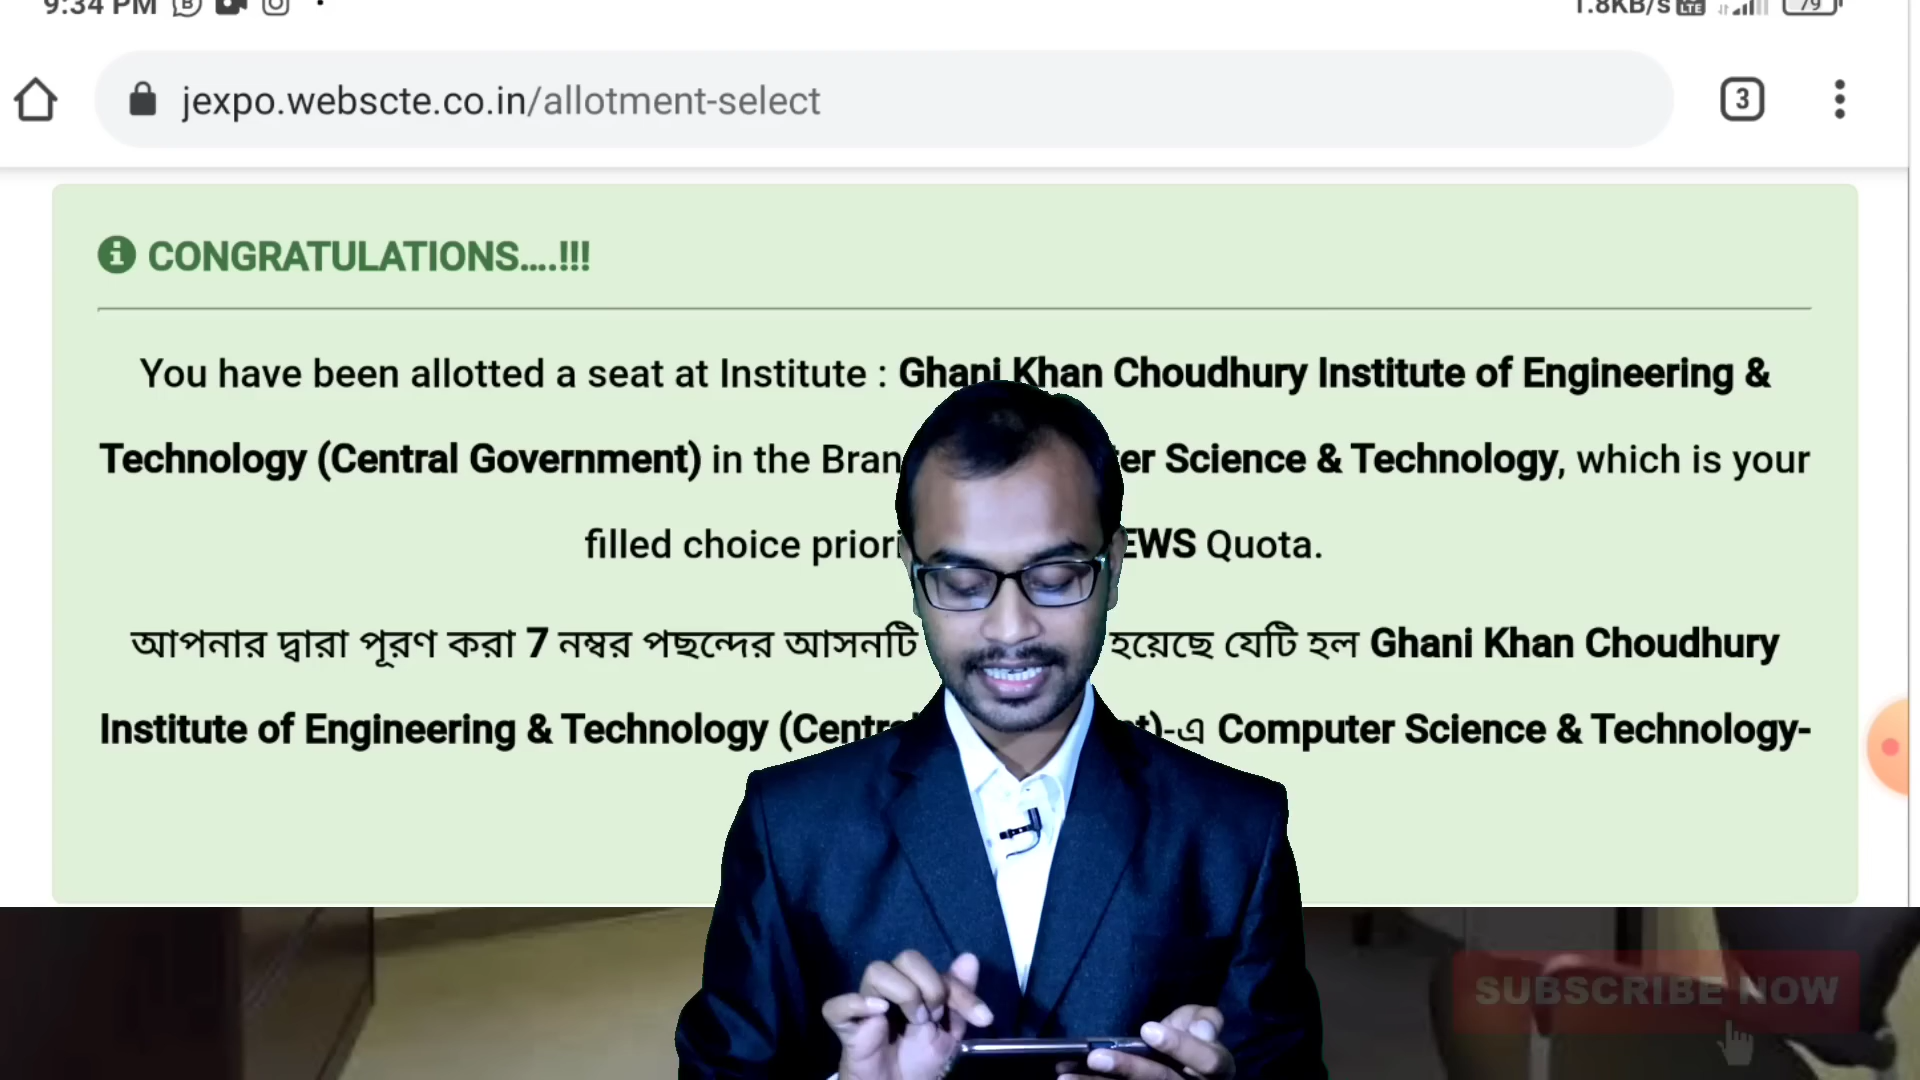 9:34 PM
1.8KB/s
79
jexpo.webscte.co.in/allotment-select
3
CONGRATULATIONS....!!!
You have been allotted a seat at Institute : Ghani Khan Choudhury Institute of Engineering &
Technology (Central Government) in the Science & Technology, which is your
filled choice EWS Quota.
আপনার দ্বারা পূরণ করা 7 নম্বর পছন্দের আসনটি হয়েছে যেটি হল Ghani Khan Choudhury
Institute of Engineering & Technology -এ Computer Science & Technology-
SUBSCRIBE NOW